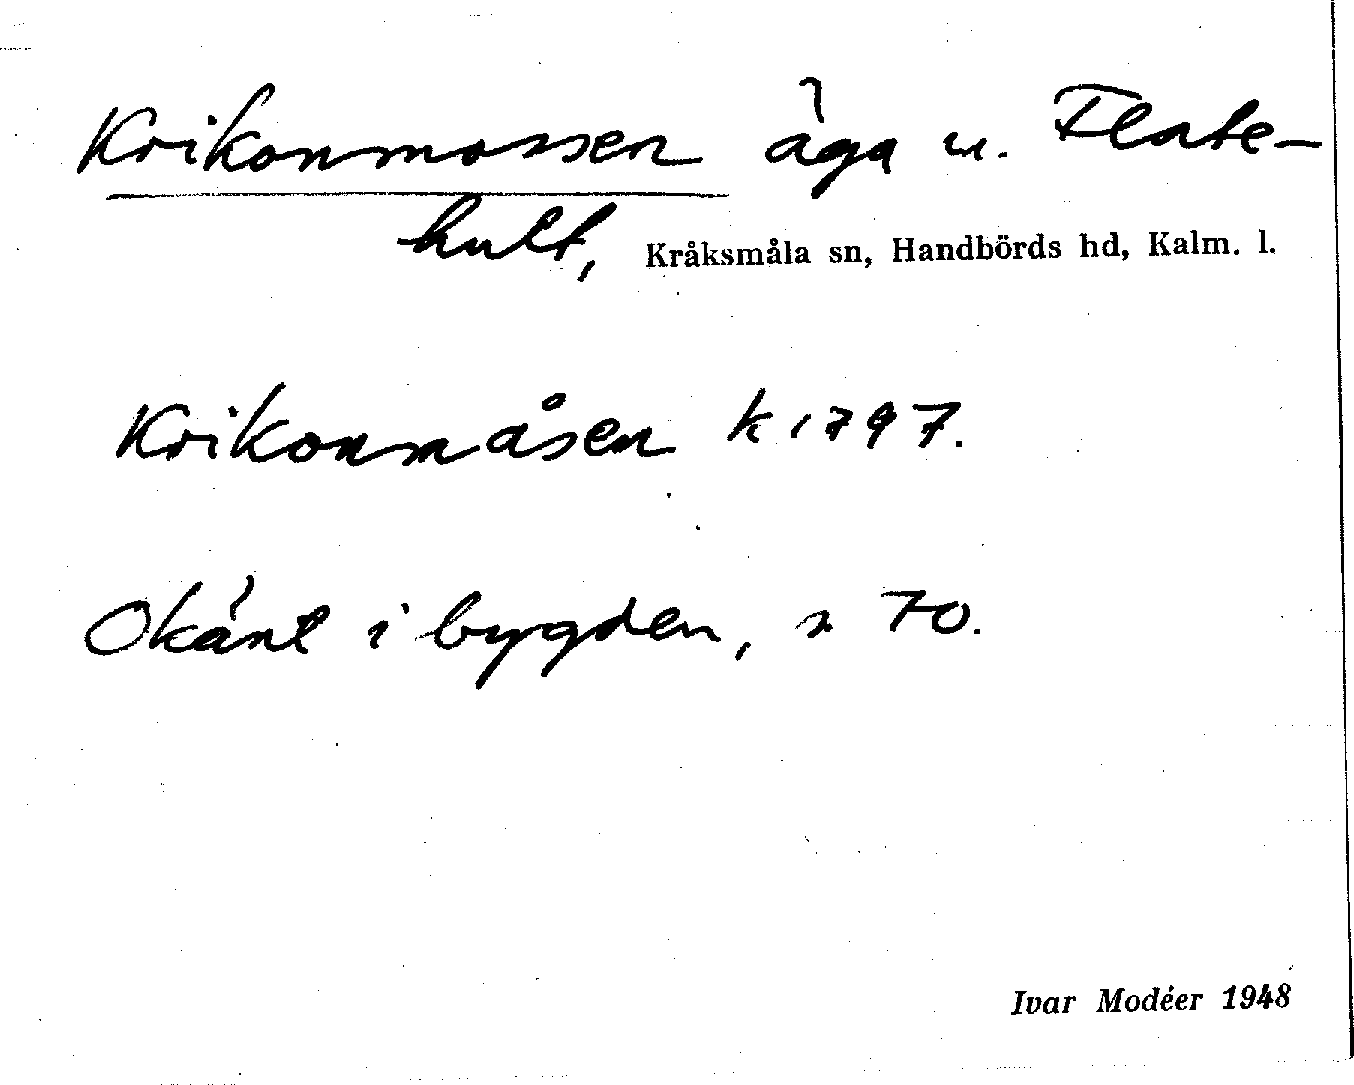 Krikonmossen äga u. Flate-
hult, Kråksmåla sn, Handbörds hd, Kalm. l.
Krikonmåsen k 1797.
Okänt i bygden, s 70.
Ivar Modéer 1948